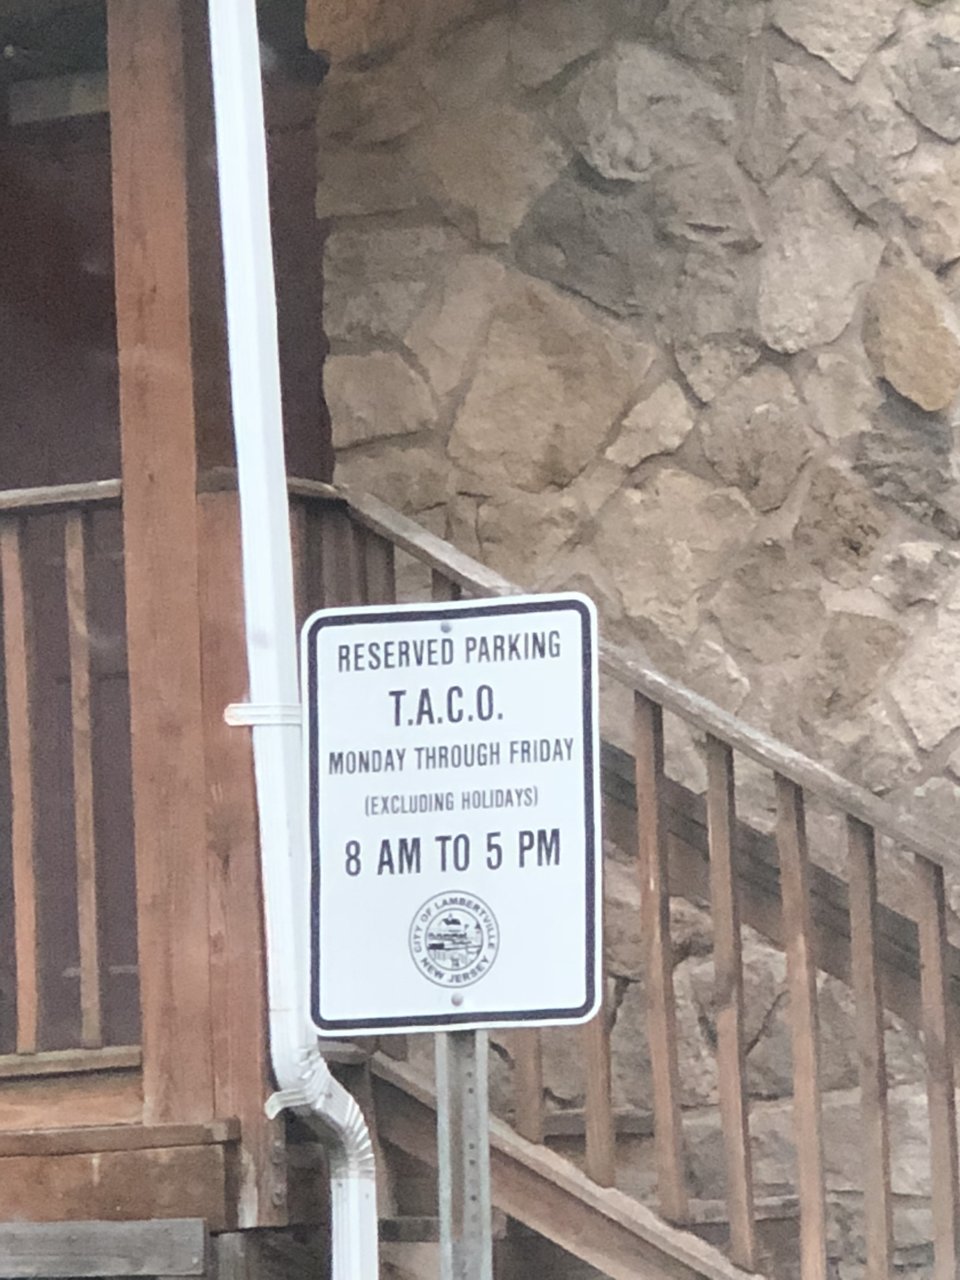 RESERVED PARKING
T.A.C.O.
MONDAY THROUGH FRIDAY
(EXCLUDING HOLIDAYS)
8 AM TO 5 PM
CITY OF LAMBERTVILLE
NEW JERSEY